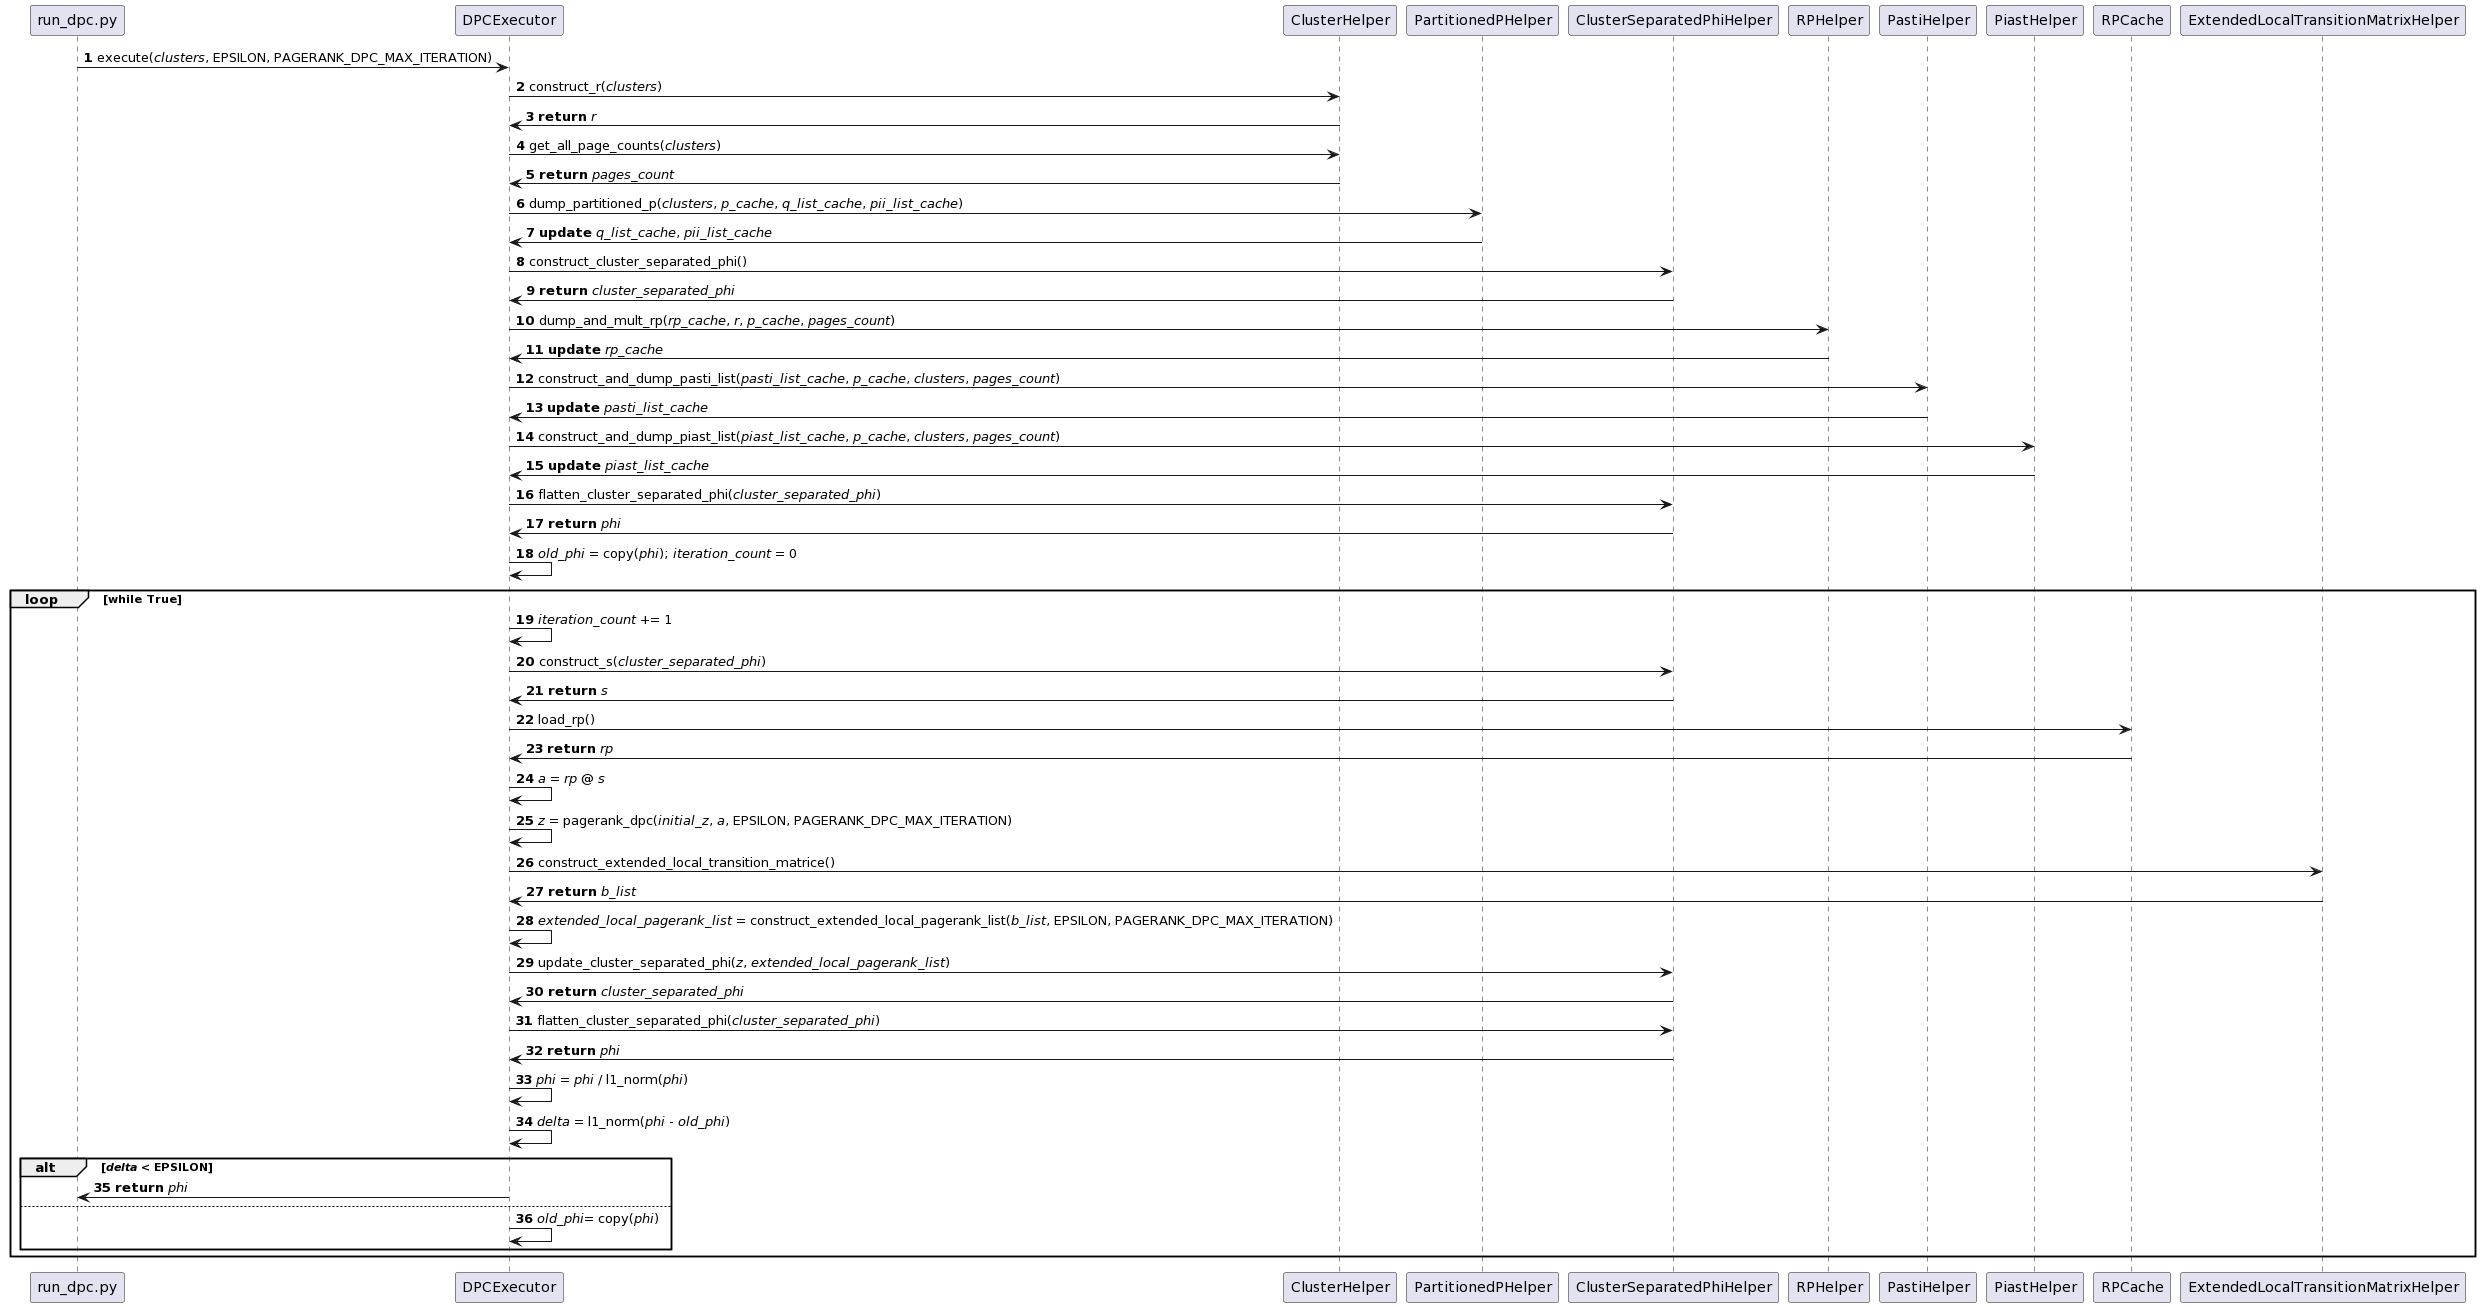 run_dpc.py DPCExecutor ClusterHelper PartitionedPHelper ClusterSeparatedPhiHelper RPHelper PastiHelper PiastHelper RPCache ExtendedLocalTransitionMatrixHelper
1 execute(clusters, EPSILON, PAGERANK_DPC_MAX_ITERATION)
2 construct_r(clusters)
3 return r
4 get_all_page_counts(clusters)
5 return pages_count
6 dump_partitioned_p(clusters, p_cache, q_list_cache, pii_list_cache)
7 update q_list_cache, pii_list_cache
8 construct_cluster_separated_phi()
9 return cluster_separated_phi
10 dump_and_mult_rp(rp_cache, r, p_cache, pages_count)
11 update rp_cache
12 construct_and_dump_pasti_list(pasti_list_cache, p_cache, clusters, pages_count)
13 update pasti_list_cache
14 construct_and_dump_piast_list(piast_list_cache, p_cache, clusters, pages_count)
15 update piast_list_cache
16 flatten_cluster_separated_phi(cluster_separated_phi)
17 return phi
18 old_phi = copy(phi); iteration_count = 0
loop [while True]
19 iteration_count += 1
20 construct_s(cluster_separated_phi)
21 return s
22 load_rp()
23 return rp
24 a = rp @ s
25 z = pagerank_dpc(initial_z, a, EPSILON, PAGERANK_DPC_MAX_ITERATION)
26 construct_extended_local_transition_matrice()
27 return b_list
28 extended_local_pagerank_list = construct_extended_local_pagerank_list(b_list, EPSILON, PAGERANK_DPC_MAX_ITERATION)
29 update_cluster_separated_phi(z, extended_local_pagerank_list)
30 return cluster_separated_phi
31 flatten_cluster_separated_phi(cluster_separated_phi)
32 return phi
33 phi = phi / l1_norm(phi)
34 delta = l1_norm(phi - old_phi)
alt [delta < EPSILON]
35 return phi
36 old_phi= copy(phi)
run_dpc.py DPCExecutor ClusterHelper PartitionedPHelper ClusterSeparatedPhiHelper RPHelper PastiHelper PiastHelper RPCache ExtendedLocalTransitionMatrixHelper